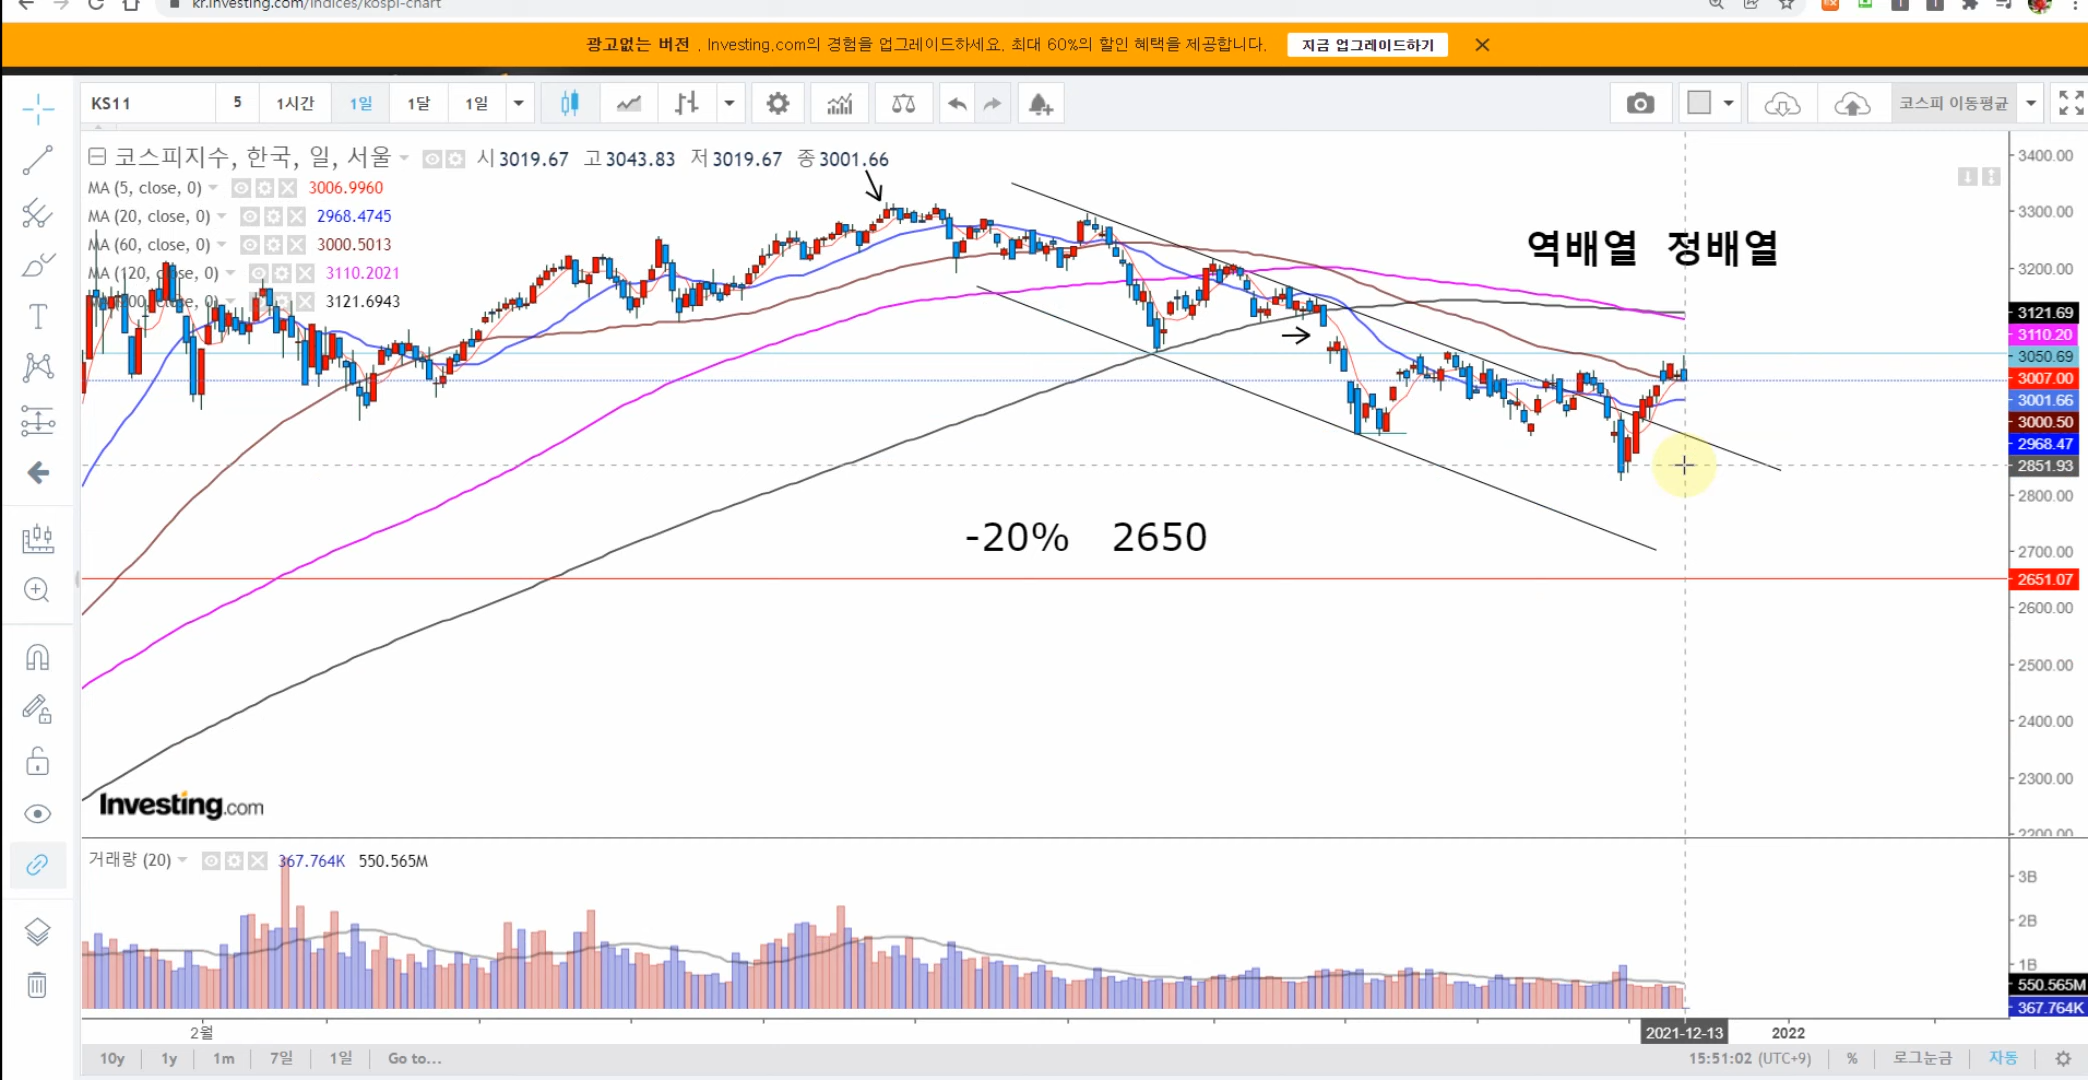 kr.investing.com/indices/kospi-chart
광고없는 버전 . Investing.com의 경험을 업그레이드하세요. 최대 60%의 할인 혜택을 제공합니다. 지금 업그레이드하기
KS11 5 1시간 1일 1달 1일 코스피 이동평균
코스피지수, 한국, 일, 서울 시 3019.67 고 3043.83 저 3019.67 종 3001.66
MA (5, close, 0) 3006.9960
MA (20, close, 0) 2968.4745
MA (60, close, 0) 3000.5013
MA (120, close, 0) 3110.2021
close, 0) 3121.6943
역배열 정배열
-20% 2650
3400.00
3300.00
3200.00
3121.69
3110.20
3050.69
3007.00
3001.66
3000.50
2968.47
2851.93
2800.00
2700.00
2651.07
2600.00
2500.00
2400.00
2300.00
2200.00
Investing.com
거래량 (20) 367.764K 550.565M
3B
2B
1B
550.565M
367.764K
2월 2021-12-13 2022
10y 1y 1m 7일 1일 Go to... 15:51:02 (UTC+9) % 로그눈금 자동